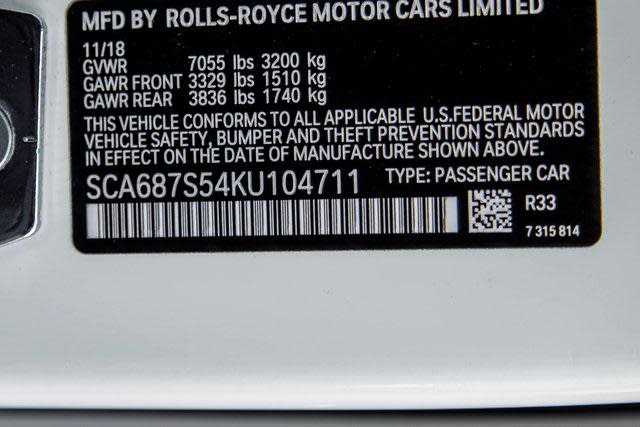 MFD BY ROLLS-ROYCE MOTOR CARS LIMITED
11/18
GVWR 7055 lbs 3200 kg
GAWR FRONT 3329 lbs 1510 kg
GAWR REAR 3836 lbs 1740 kg
THIS VEHICLE CONFORMS TO ALL APPLICABLE U.S.FEDERAL MOTOR
VEHICLE SAFETY, BUMPER AND THEFT PREVENTION STANDARDS
IN EFFECT ON THE DATE OF MANUFACTURE SHOWN ABOVE.
SCA687S54KU104711 TYPE: PASSENGER CAR
R33
7 315 814